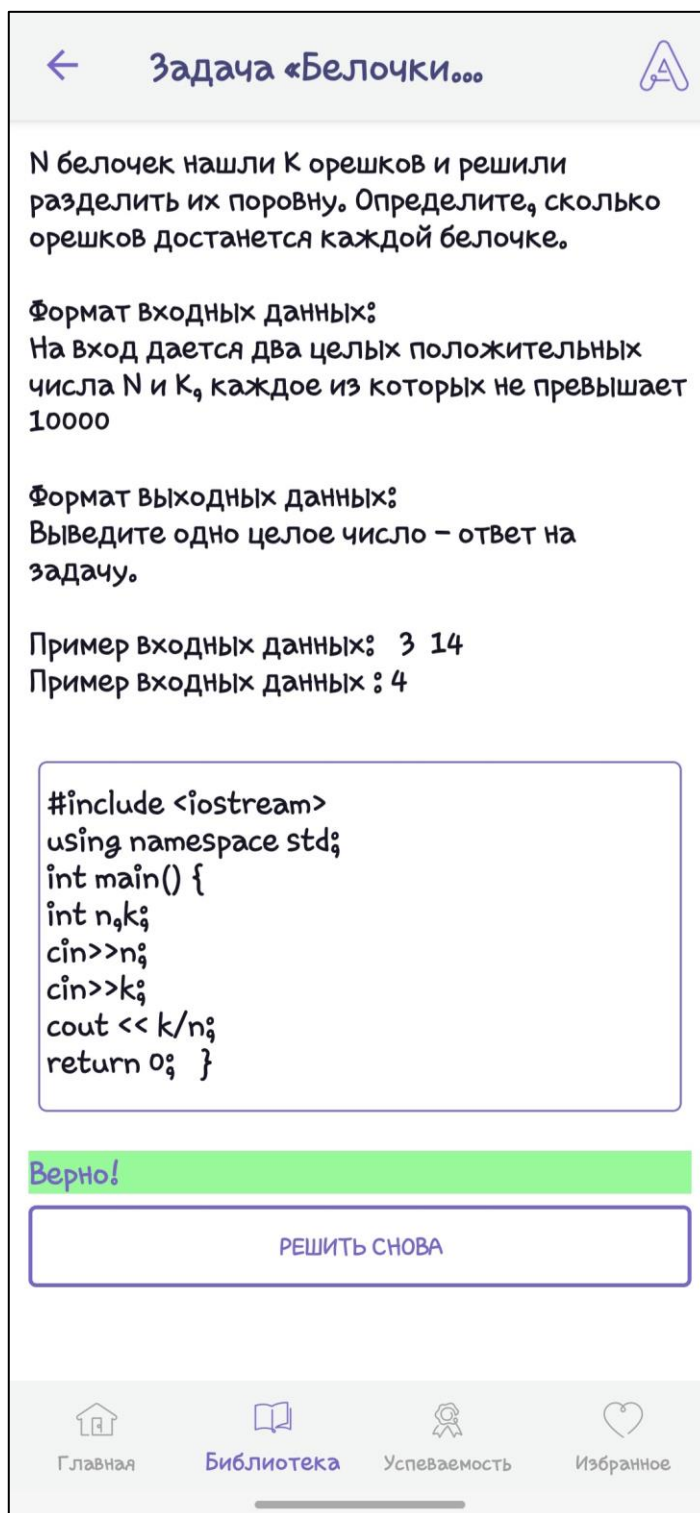 Задача «Белочки...
N белочек нашли K орешков и решили
разделить их поровну. Определите, сколько
орешков достанется каждой белочке.
Формат входных данных:
На вход дается два целых положительных
числа N и K, каждое из которых не превышает
10000
Формат выходных данных:
Выведите одно целое число – ответ на
задачу.
Пример входных данных: 3 14
Пример входных данных : 4
#include <iostream>
using namespace std;
int main() {
int n,k;
cin>>n;
cin>>k;
cout << k/n;
return 0; }
Верно!
РЕШИТЬ СНОВА
Главная Библиотека Успеваемость Избранное